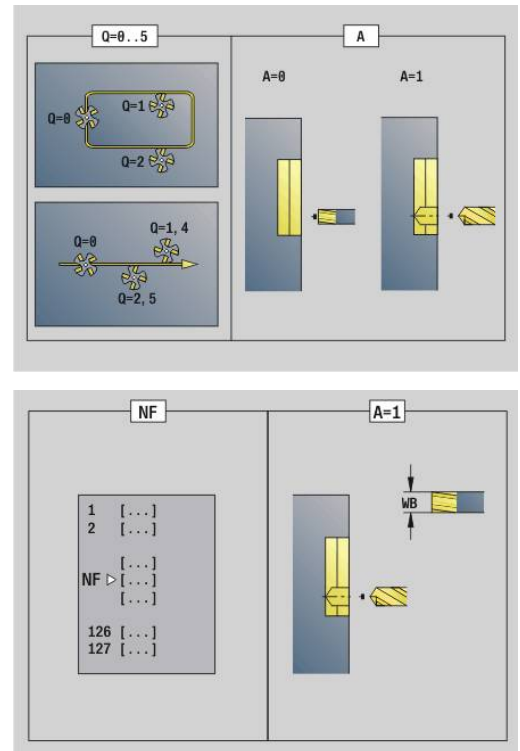 Q=0..5
A
Q=0
Q=1
Q=2
Q=0
Q=1,4
Q=2,5
A=0
A=1
NF
A=1
1 [...]
2 [...]
[...]
NF [...]
[...]
126 [...]
127 [...]
WB